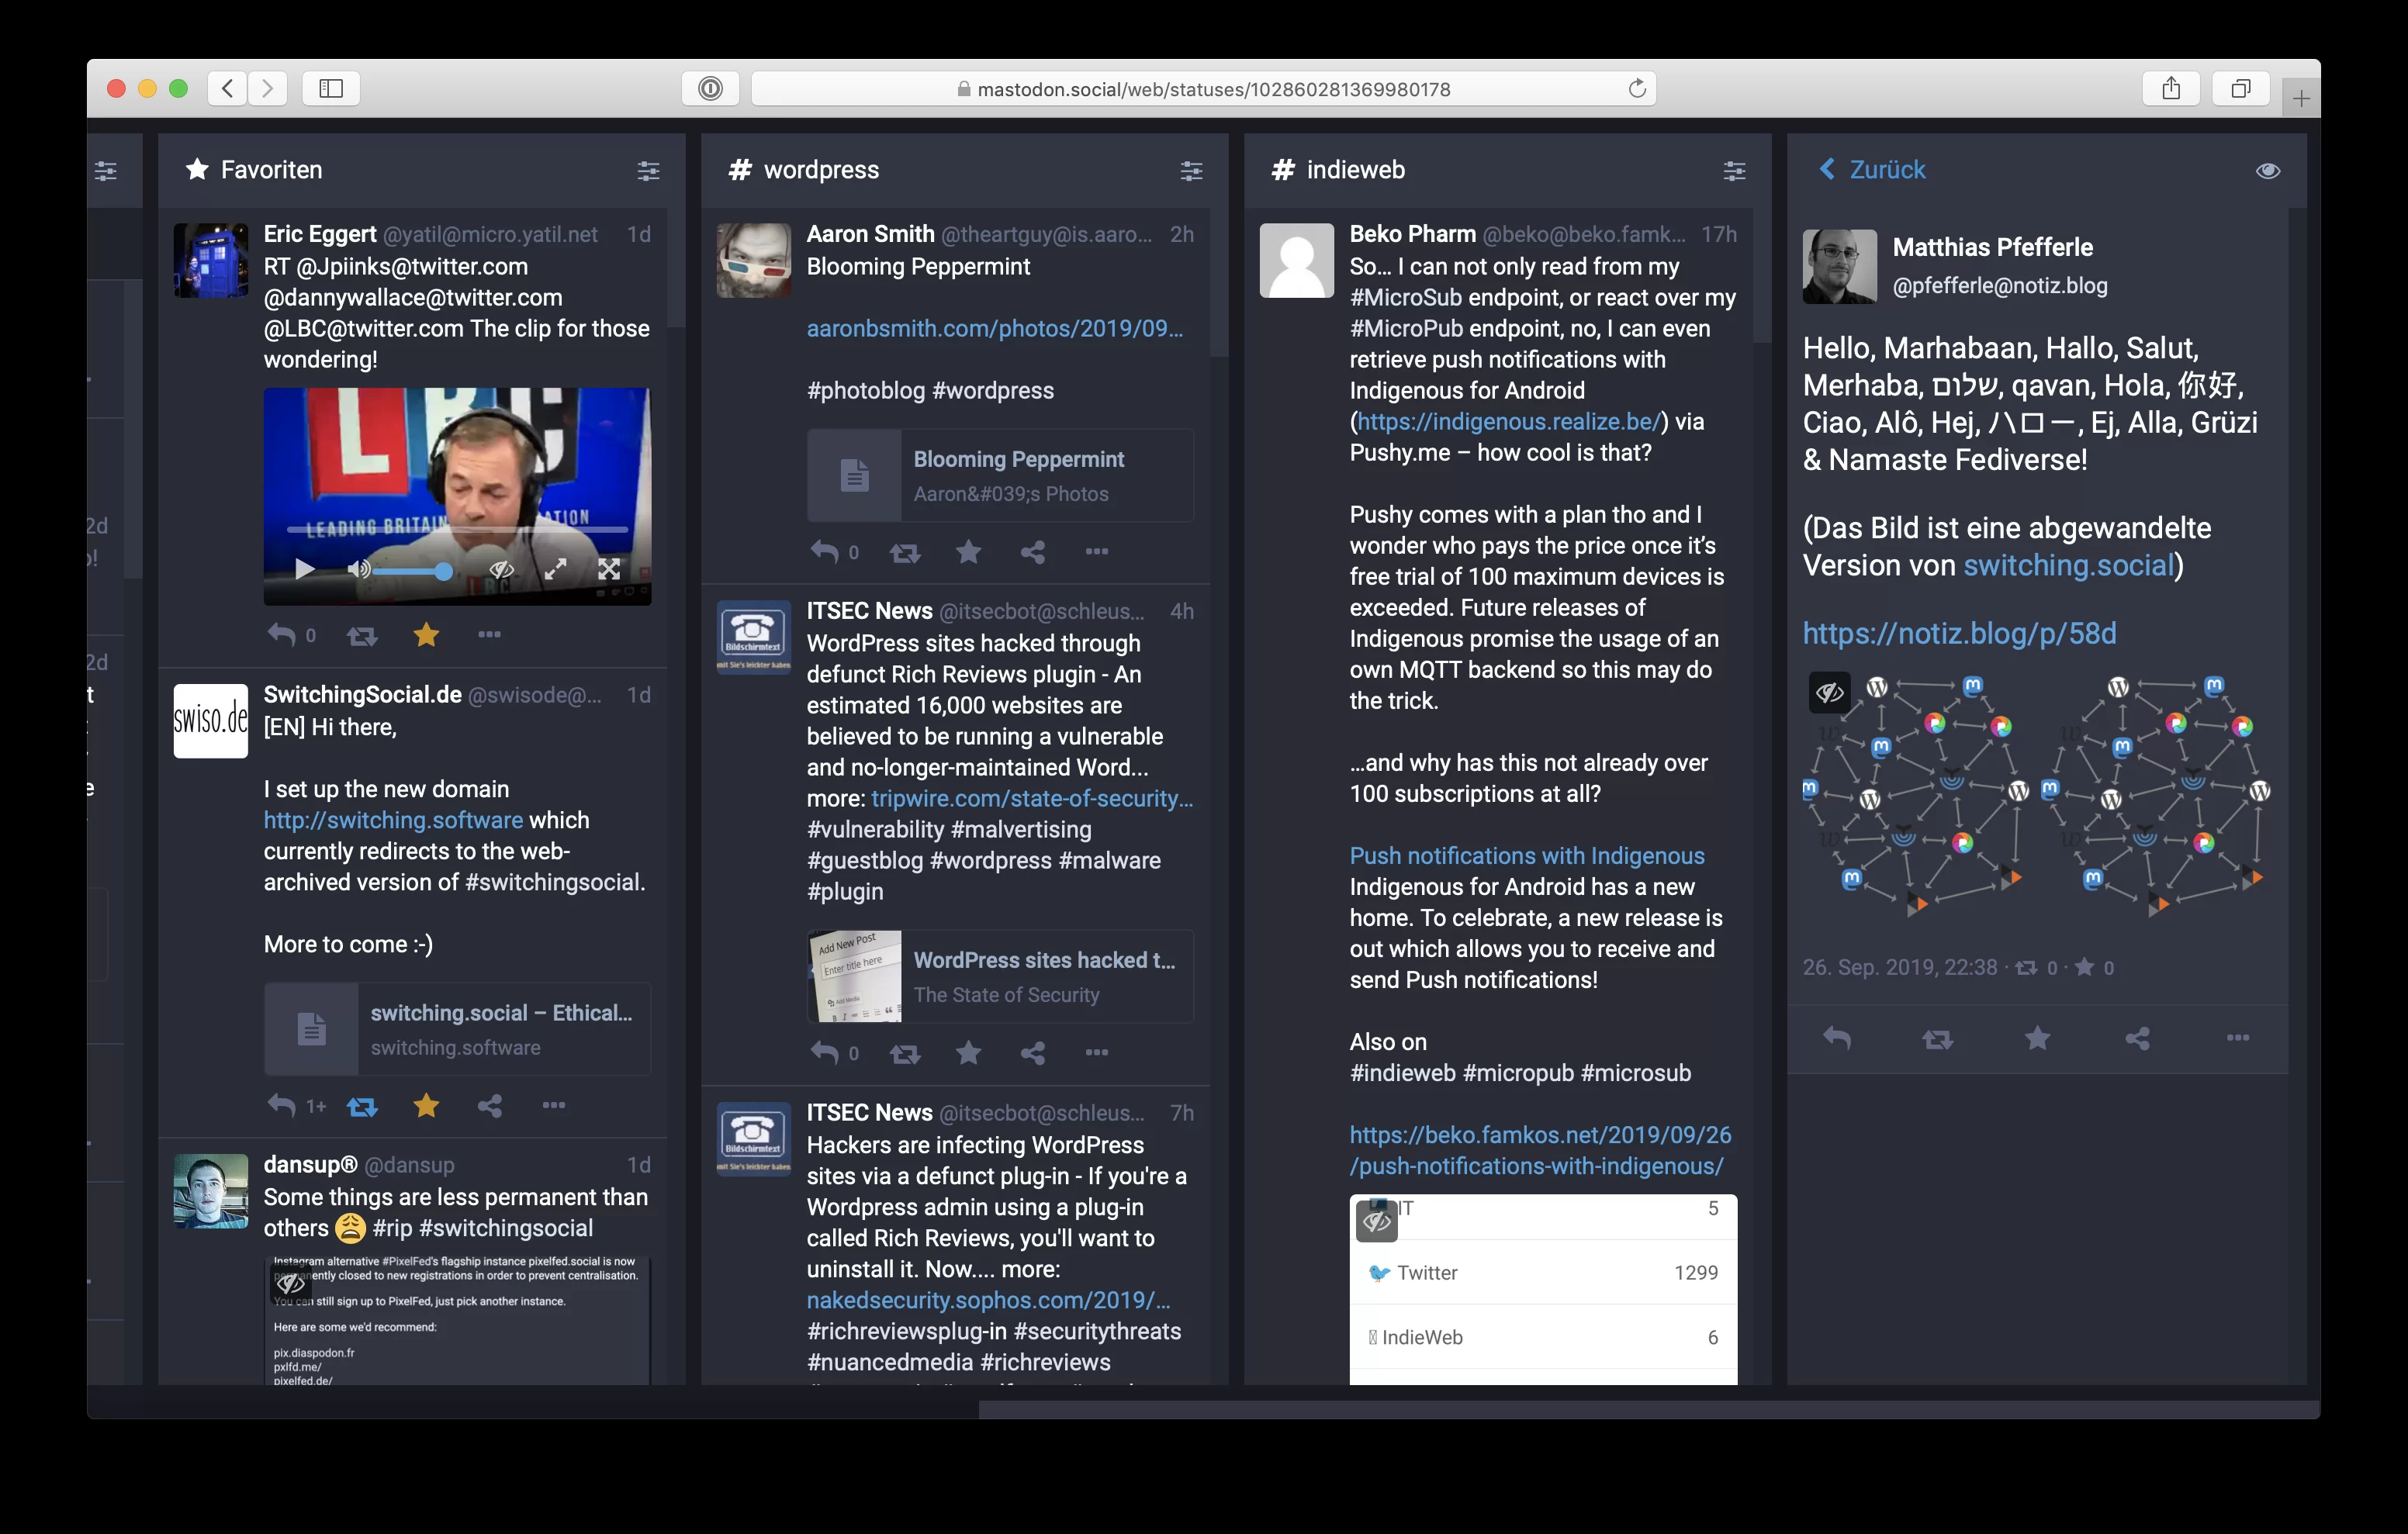 mastodon.social/web/statuses/102860281369980178
2d
o!
2d
t
e
Favoriten
Eric Eggert @yatil@micro.yatil.net 1d
RT @Jpiinks@twitter.com
@dannywallace@twitter.com
@LBC@twitter.com The clip for those
wondering!
LBC
LEADING BRITAIN
ATION
0
SwitchingSocial.de @swisode@... 1d
swiso.de
[EN] Hi there,
I set up the new domain
http://switching.software which
currently redirects to the web-
archived version of #switchingsocial.
More to come :-)
switching.social – Ethical...
switching.software
1+
dansup® @dansup 1d
Some things are less permanent than
others 😩 #rip #switchingsocial
Instagram alternative #PixelFed's flagship instance pixelfed.social is now
permanently closed to new registrations in order to prevent centralisation.
You can still sign up to PixelFed, just pick another instance.
Here are some we'd recommend:
pix.diaspodon.fr
pxlfd.me/
pixelfed.de/
# wordpress
Aaron Smith @theartguy@is.aaro... 2h
Blooming Peppermint
aaronbsmith.com/photos/2019/09...
#photoblog #wordpress
Blooming Peppermint
Aaron&#039;s Photos
0
ITSEC News @itsecbot@schleus... 4h
Bildschirmtext
mit Sie's leichter haben
WordPress sites hacked through
defunct Rich Reviews plugin - An
estimated 16,000 websites are
believed to be running a vulnerable
and no-longer-maintained Word...
more: tripwire.com/state-of-security...
#vulnerability #malvertising
#guestblog #wordpress #malware
#plugin
Add New Post
Enter title here
Add Media
WordPress sites hacked t...
The State of Security
0
ITSEC News @itsecbot@schleus... 7h
Bildschirmtext
mit Sie's leichter haben
Hackers are infecting WordPress
sites via a defunct plug-in - If you're a
Wordpress admin using a plug-in
called Rich Reviews, you'll want to
uninstall it. Now.... more:
nakedsecurity.sophos.com/2019/...
#richreviewsplug-in #securitythreats
#nuancedmedia #richreviews
# indieweb
Beko Pharm @beko@beko.famk... 17h
So… I can not only read from my
#MicroSub endpoint, or react over my
#MicroPub endpoint, no, I can even
retrieve push notifications with
Indigenous for Android
(https://indigenous.realize.be/) via
Pushy.me – how cool is that?
Pushy comes with a plan tho and I
wonder who pays the price once it’s
free trial of 100 maximum devices is
exceeded. Future releases of
Indigenous promise the usage of an
own MQTT backend so this may do
the trick.
…and why has this not already over
100 subscriptions at all?
Push notifications with Indigenous
Indigenous for Android has a new
home. To celebrate, a new release is
out which allows you to receive and
send Push notifications!
Also on
#indieweb #micropub #microsub
https://beko.famkos.net/2019/09/26
/push-notifications-with-indigenous/
IT 5
Twitter 1299
IndieWeb 6
Zurück
Matthias Pfefferle
@pfefferle@notiz.blog
Hello, Marhabaan, Hallo, Salut,
Merhaba, שלום, qavan, Hola, 你好,
Ciao, Alô, Hej, ハロー, Ej, Alla, Grüzi
& Namaste Fediverse!
(Das Bild ist eine abgewandelte
Version von switching.social)
https://notiz.blog/p/58d
26. Sep. 2019, 22:38 · 0 · 0